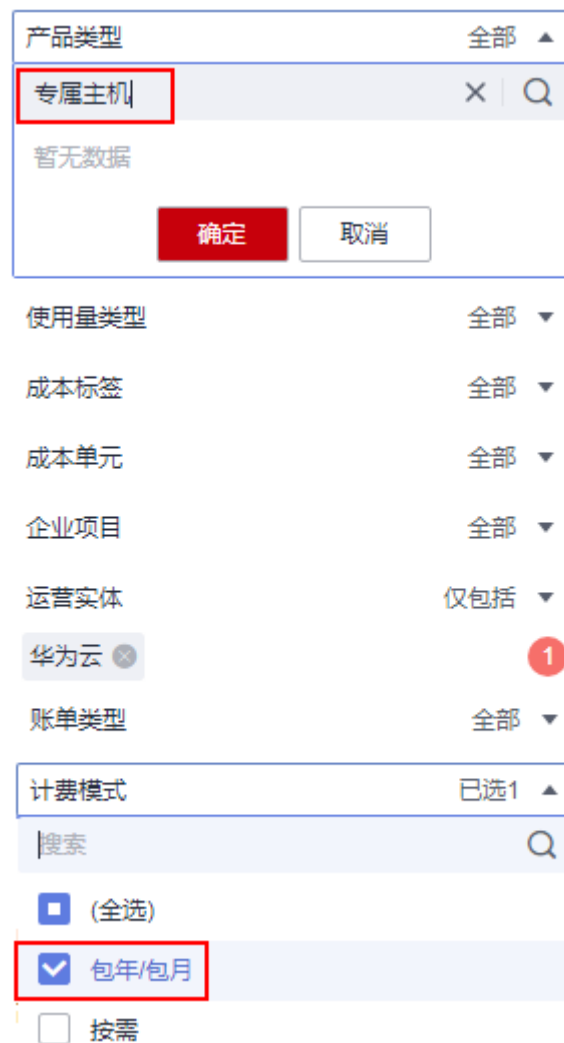 产品类型 全部
专属主机
暂无数据
确定 取消
使用量类型 全部
成本标签 全部
成本单元 全部
企业项目 全部
运营实体 仅包括
华为云 1
账单类型 全部
计费模式 已选1
搜索
(全选)
包年/包月
按需